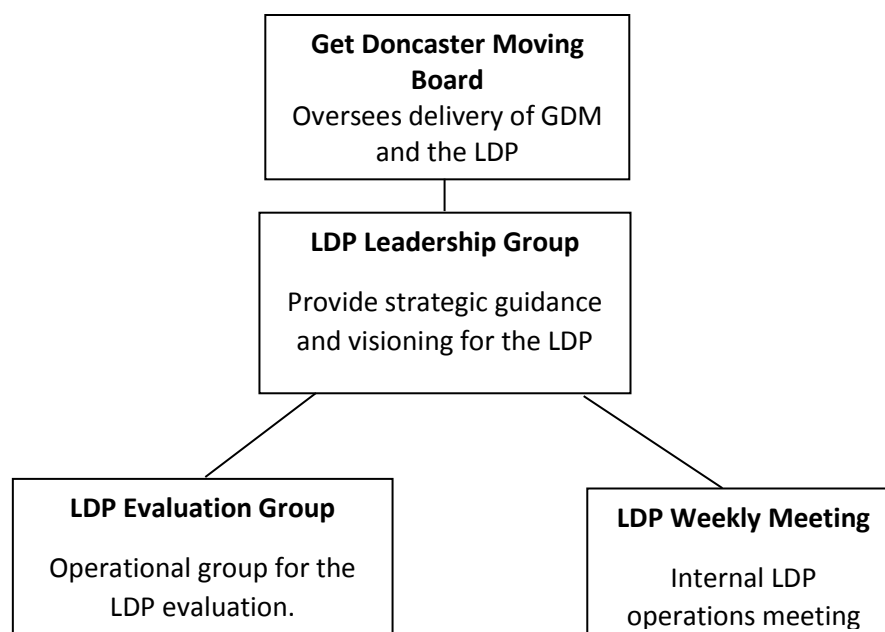 Get Doncaster Moving
Board
Oversees delivery of GDM
and the LDP
LDP Leadership Group
Provide strategic guidance
and visioning for the LDP
LDP Evaluation Group
Operational group for the
LDP evaluation.
LDP Weekly Meeting
Internal LDP
operations meeting